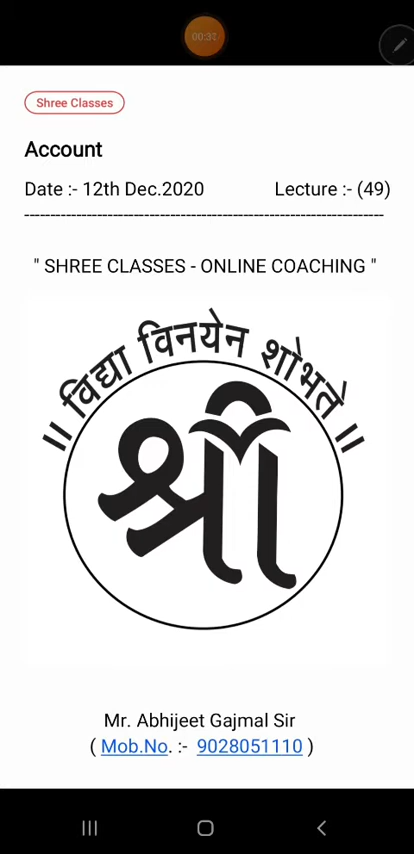 00:32
Shree Classes
Account
Date :- 12th Dec.2020 Lecture :- (49)
" SHREE CLASSES - ONLINE COACHING "
॥ विद्या विनयेन शोभते ॥
श्री
Mr. Abhijeet Gajmal Sir
( Mob.No. :- 9028051110 )